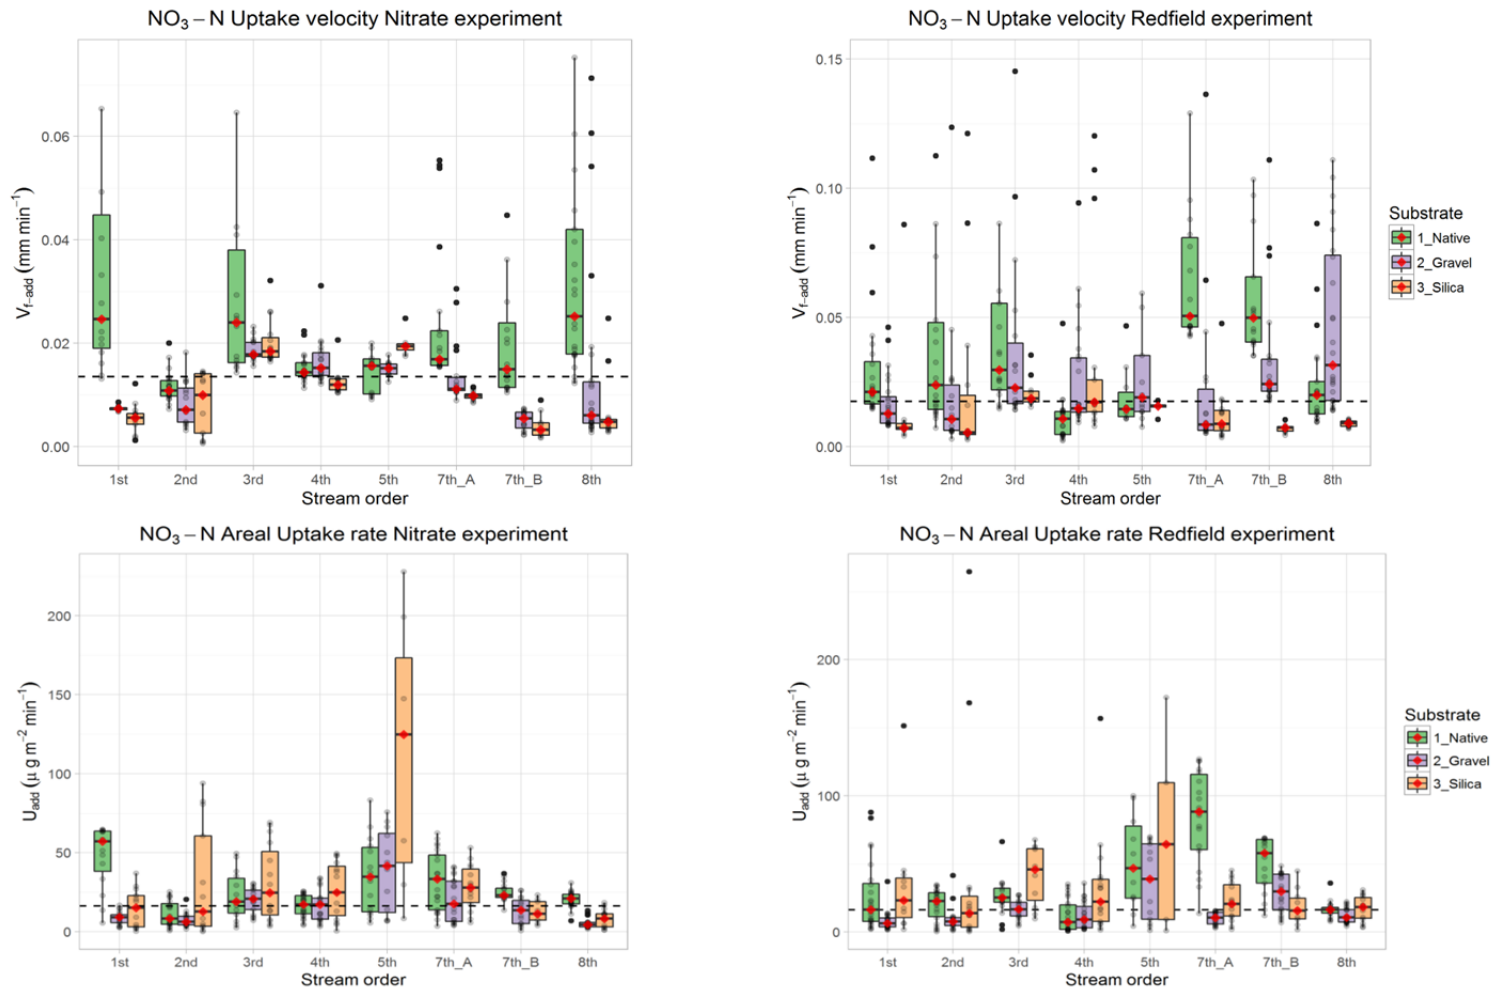 NO3 – N Uptake velocity Nitrate experiment
Vf−add (mm min−1)
0.06
0.04
0.02
0.00
1st 2nd 3rd 4th 5th 7th_A 7th_B 8th
Stream order
NO3 – N Uptake velocity Redfield experiment
Vf−add (mm min−1)
0.15
0.10
0.05
0.00
1st 2nd 3rd 4th 5th 7th_A 7th_B 8th
Stream order
Substrate
1_Native
2_Gravel
3_Silica
NO3 – N Areal Uptake rate Nitrate experiment
Uadd (μ g m−2 min−1)
200
150
100
50
0
1st 2nd 3rd 4th 5th 7th_A 7th_B 8th
Stream order
NO3 – N Areal Uptake rate Redfield experiment
Uadd (μ g m−2 min−1)
200
100
0
1st 2nd 3rd 4th 5th 7th_A 7th_B 8th
Stream order
Substrate
1_Native
2_Gravel
3_Silica